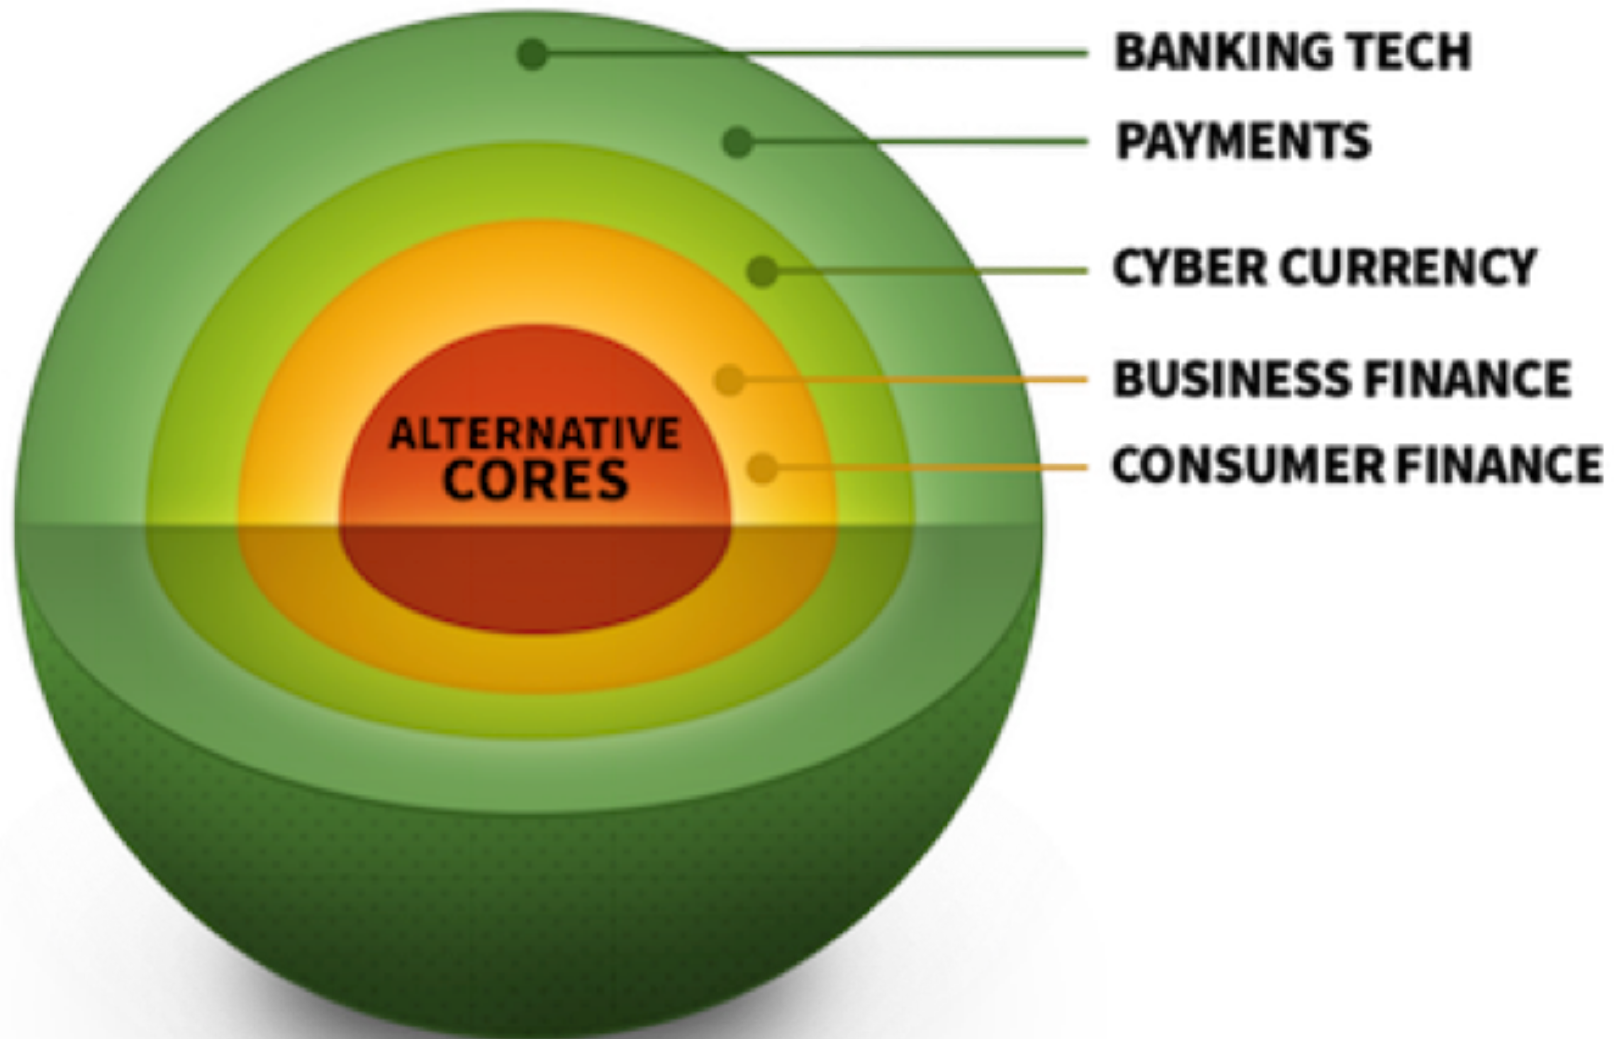 BANKING TECH
PAYMENTS
CYBER CURRENCY
BUSINESS FINANCE
ALTERNATIVE
CORES
CONSUMER FINANCE